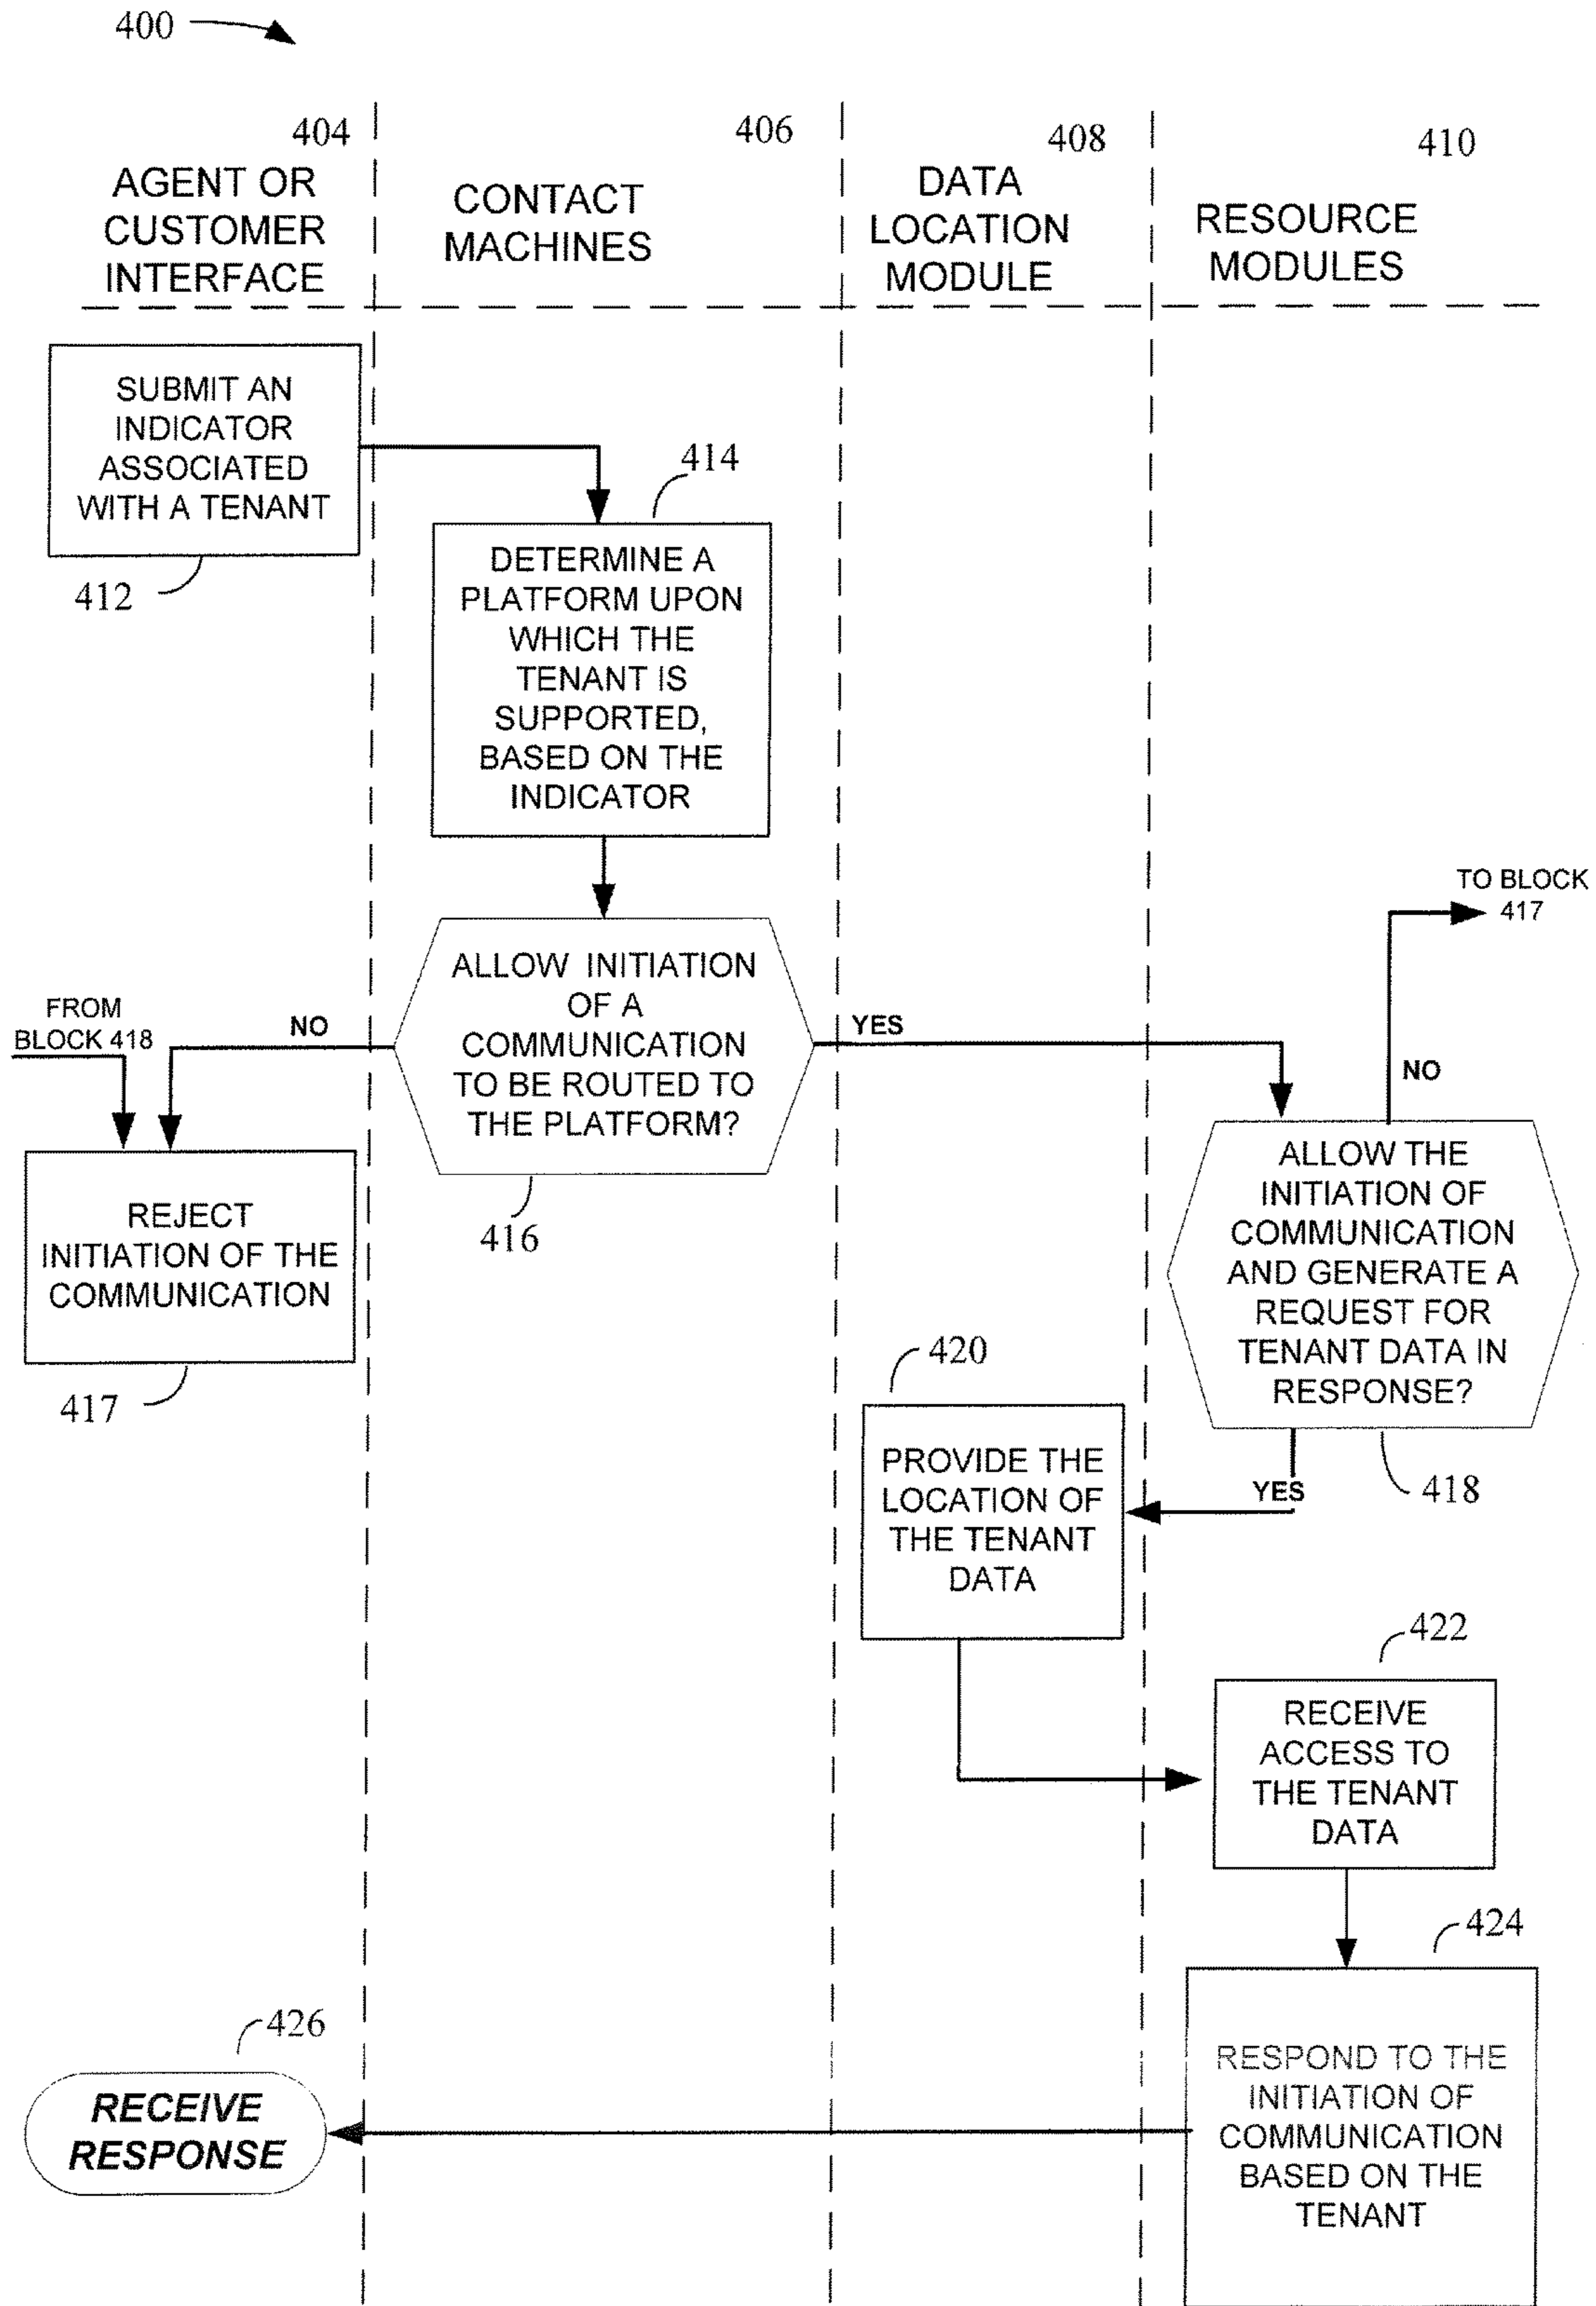 400
404
AGENT OR
CUSTOMER
INTERFACE
406
CONTACT
MACHINES
408
DATA
LOCATION
MODULE
410
RESOURCE
MODULES
SUBMIT AN
INDICATOR
ASSOCIATED
WITH A TENANT
412
414
DETERMINE A
PLATFORM UPON
WHICH THE
TENANT IS
SUPPORTED,
BASED ON THE
INDICATOR
TO BLOCK
417
ALLOW INITIATION
OF A
COMMUNICATION
TO BE ROUTED TO
THE PLATFORM?
416
FROM
BLOCK 418
NO
YES
NO
REJECT
INITIATION OF THE
COMMUNICATION
417
ALLOW THE
INITIATION OF
COMMUNICATION
AND GENERATE A
REQUEST FOR
TENANT DATA IN
RESPONSE?
418
YES
420
PROVIDE THE
LOCATION OF
THE TENANT
DATA
422
RECEIVE
ACCESS TO
THE TENANT
DATA
424
RESPOND TO THE
INITIATION OF
COMMUNICATION
BASED ON THE
TENANT
426
RECEIVE
RESPONSE